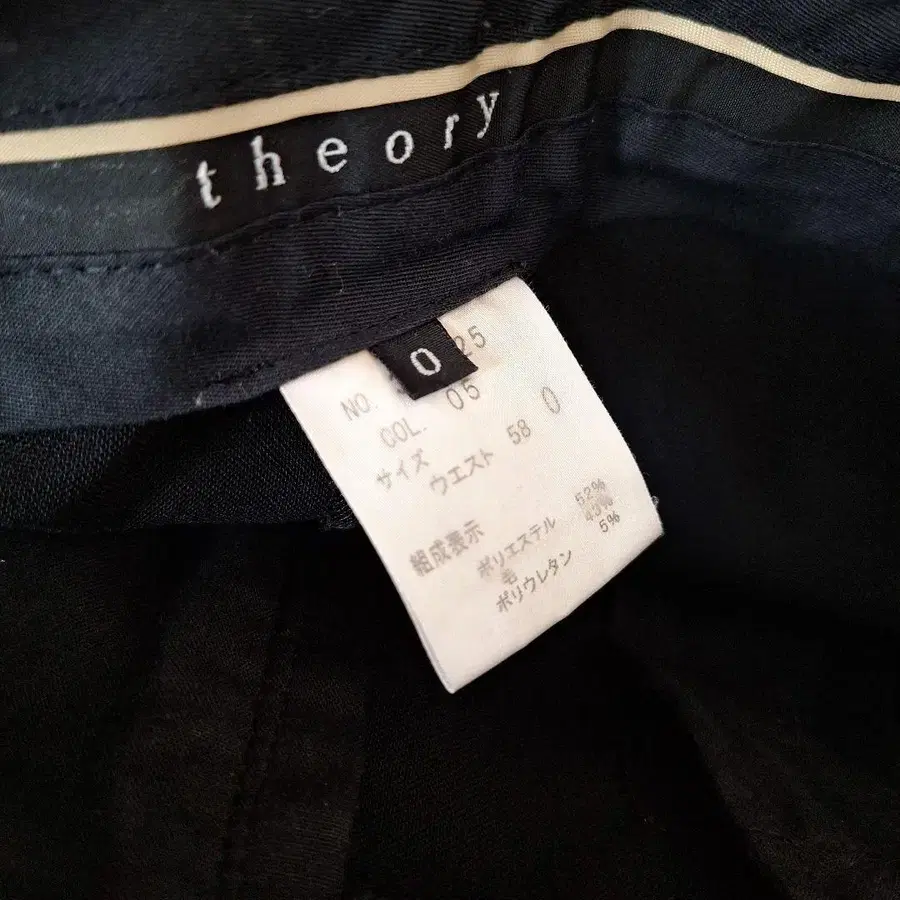 theory
0
NO. 25
COL. 05
サイズ 0
ウエスト 58
組成表示
ポリエステル 52%
毛 43%
ポリウレタン 5%